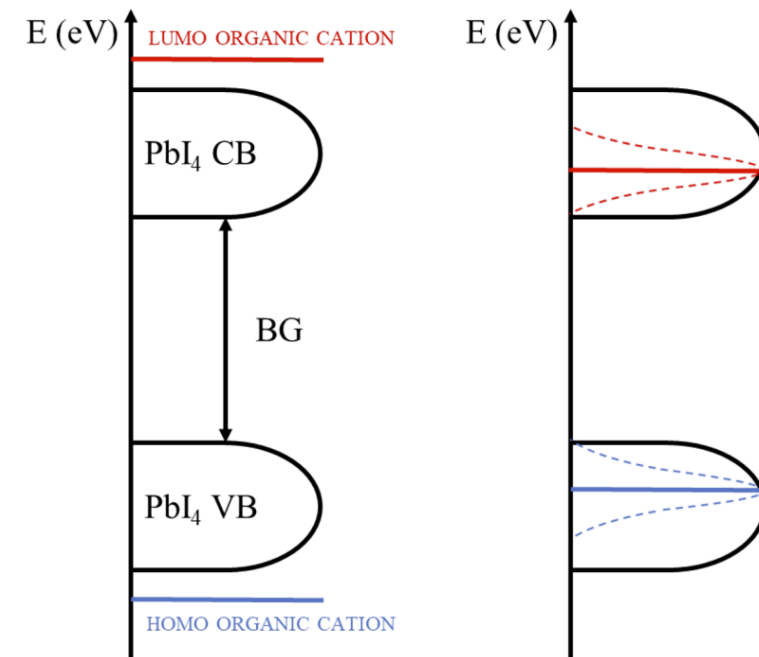 E (eV)
LUMO ORGANIC CATION
PbI₄ CB
BG
PbI₄ VB
HOMO ORGANIC CATION
E (eV)